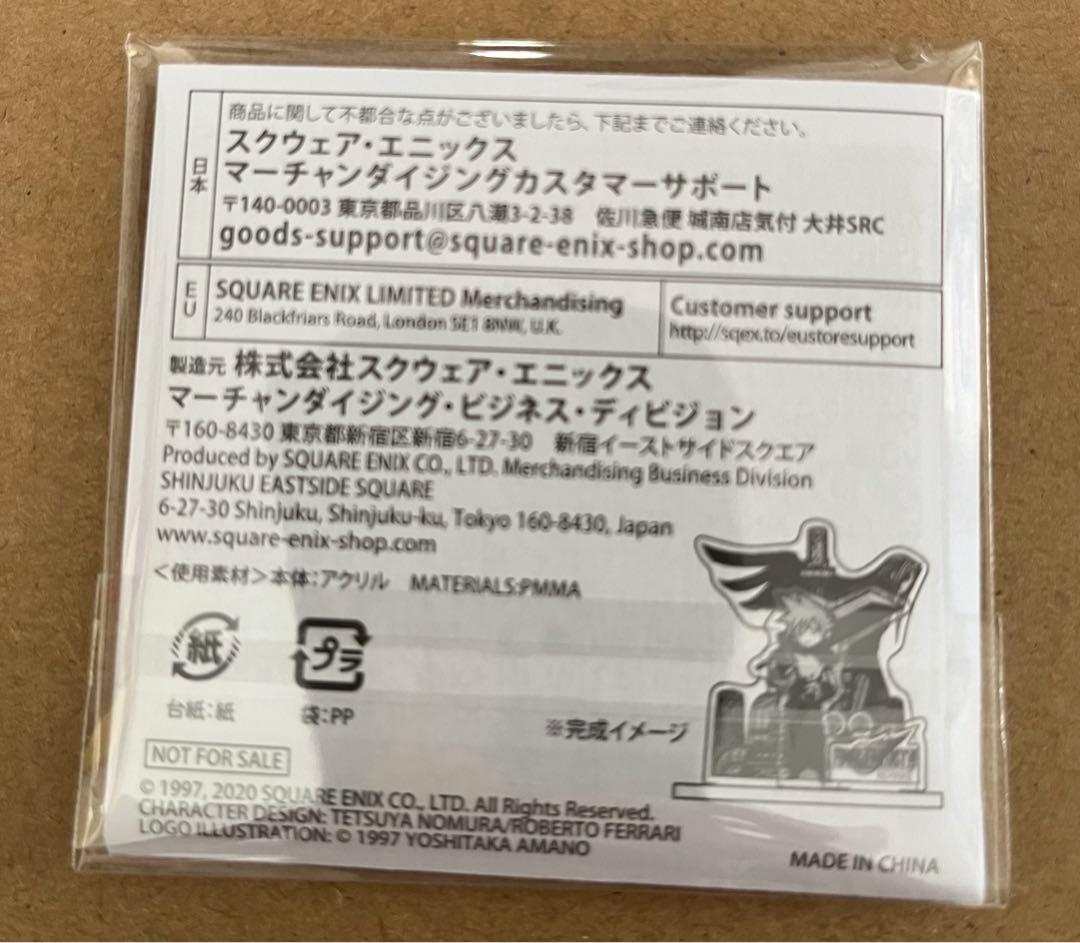 商品に関して不都合な点がございましたら、下記までご連絡ください。
日本
スクウェア・エニックス
マーチャンダイジングカスタマーサポート
〒140-0003 東京都品川区八潮3-2-38 佐川急便 城南店気付 大井SRC
goods-support@square-enix-shop.com
EU
SQUARE ENIX LIMITED Merchandising
240 Blackfriars Road, London SE1 8NW, U.K.
Customer support
http://sqex.to/eustoresupport
製造元 株式会社スクウェア・エニックス
マーチャンダイジング・ビジネス・ディビジョン
〒160-8430 東京都新宿区新宿6-27-30 新宿イーストサイドスクエア
Produced by SQUARE ENIX CO., LTD. Merchandising Business Division
SHINJUKU EASTSIDE SQUARE
6-27-30 Shinjuku, Shinjuku-ku, Tokyo 160-8430, Japan
www.square-enix-shop.com
＜使用素材＞本体：アクリル MATERIALS:PMMA
紙
プラ
台紙：紙
袋：PP
※完成イメージ
NOT FOR SALE
© 1997, 2020 SQUARE ENIX CO., LTD. All Rights Reserved.
CHARACTER DESIGN: TETSUYA NOMURA/ROBERTO FERRARI
LOGO ILLUSTRATION: © 1997 YOSHITAKA AMANO
MADE IN CHINA